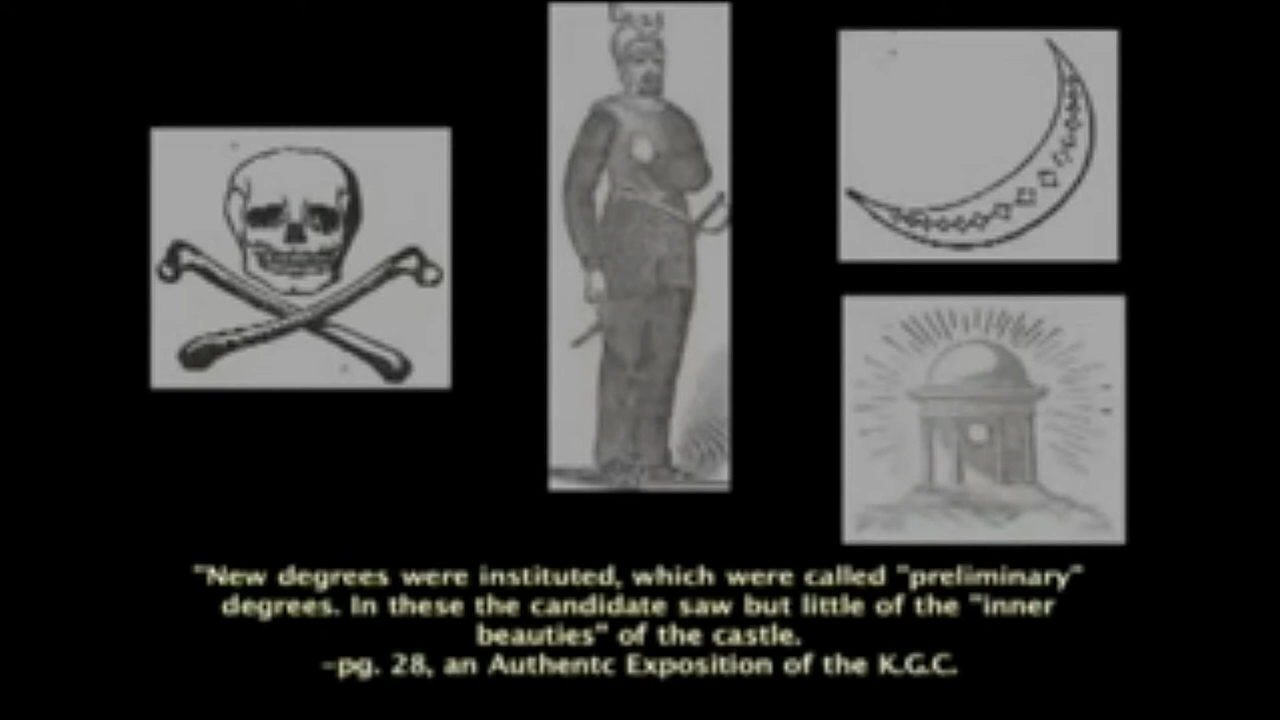 "New degrees were instituted, which were called "preliminary"
degrees. In these the candidate saw but little of the "inner
beauties" of the castle.
-pg. 28, an Authentc Exposition of the K.G.C.